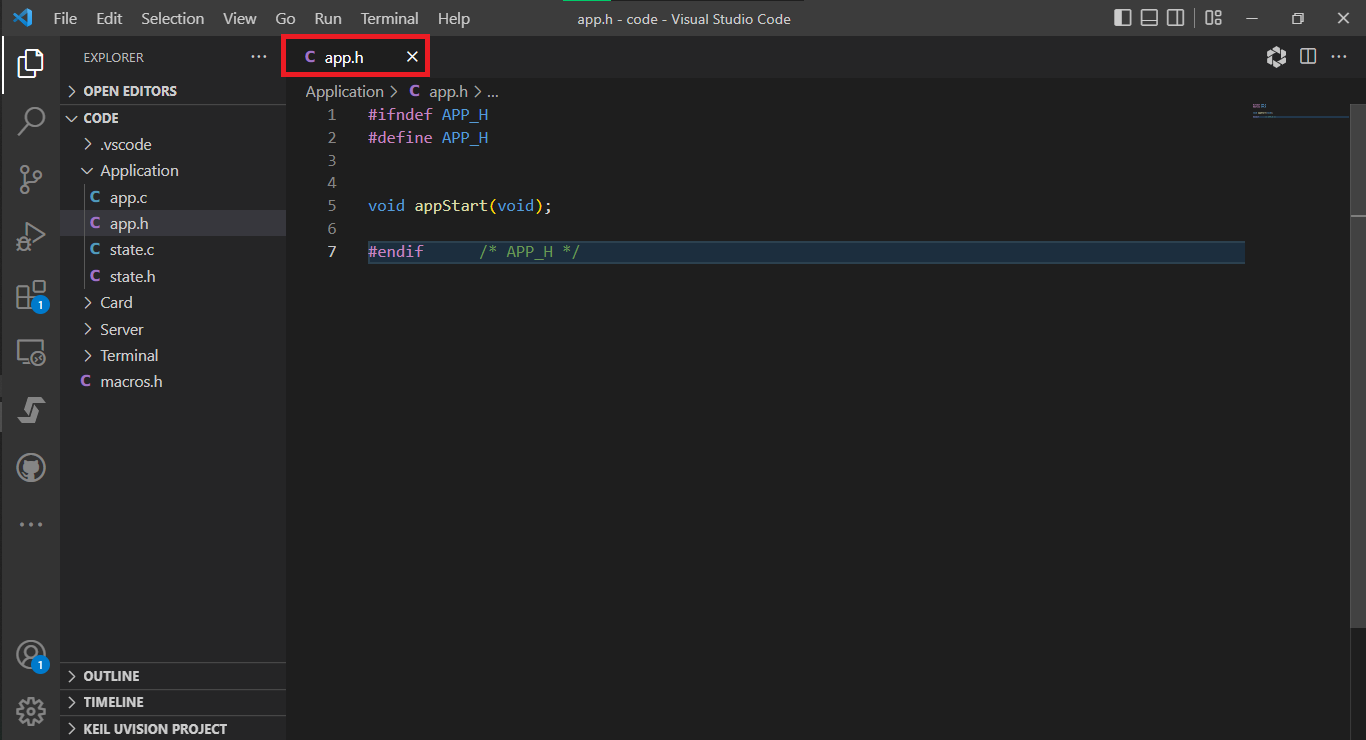 File Edit Selection View Go Run Terminal Help app.h - code - Visual Studio Code
EXPLORER
OPEN EDITORS
CODE
.vscode
Application
C app.c
C app.h
C state.c
C state.h
Card
Server
Terminal
C macros.h
OUTLINE
TIMELINE
KEIL UVISION PROJECT
1
1
C app.h
Application > C app.h > ...
1 #ifndef APP_H
2 #define APP_H
3
4
5 void appStart(void);
6
7 #endif /* APP_H */